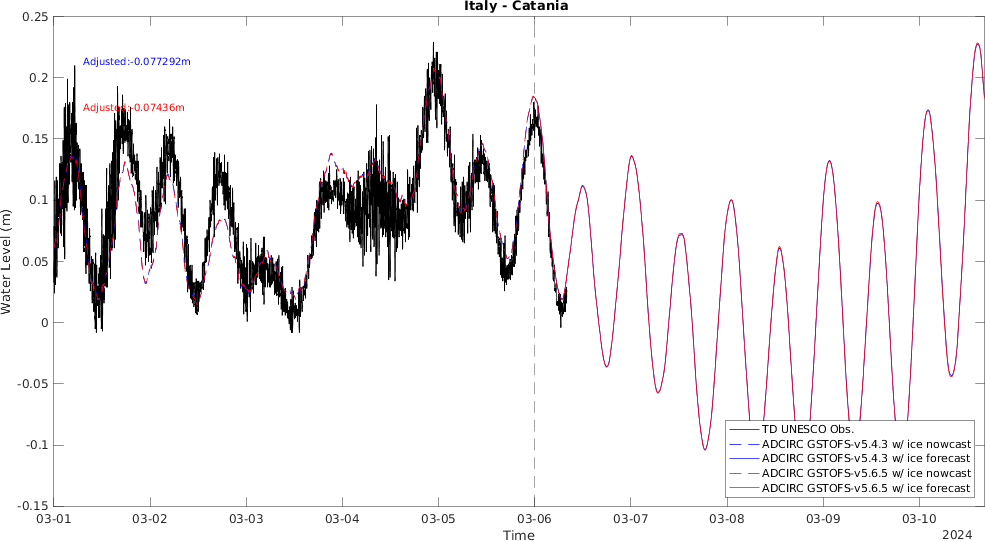 Italy - Catania
0.25
0.2
0.15
0.1
0.05
0
-0.05
-0.1
-0.15
Water Level (m)
Adjusted:-0.077292m
Adjusted:-0.07436m
TD UNESCO Obs.
ADCIRC GSTOFS-v5.4.3 w/ ice nowcast
ADCIRC GSTOFS-v5.4.3 w/ ice forecast
ADCIRC GSTOFS-v5.6.5 w/ ice nowcast
ADCIRC GSTOFS-v5.6.5 w/ ice forecast
03-01 03-02 03-03 03-04 03-05 03-06 03-07 03-08 03-09 03-10
Time
2024